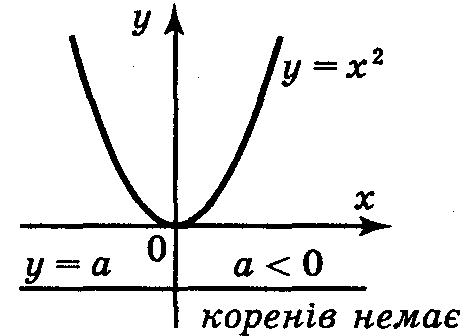 y
y = x²
x
0
y = a
a < 0
коренів немає